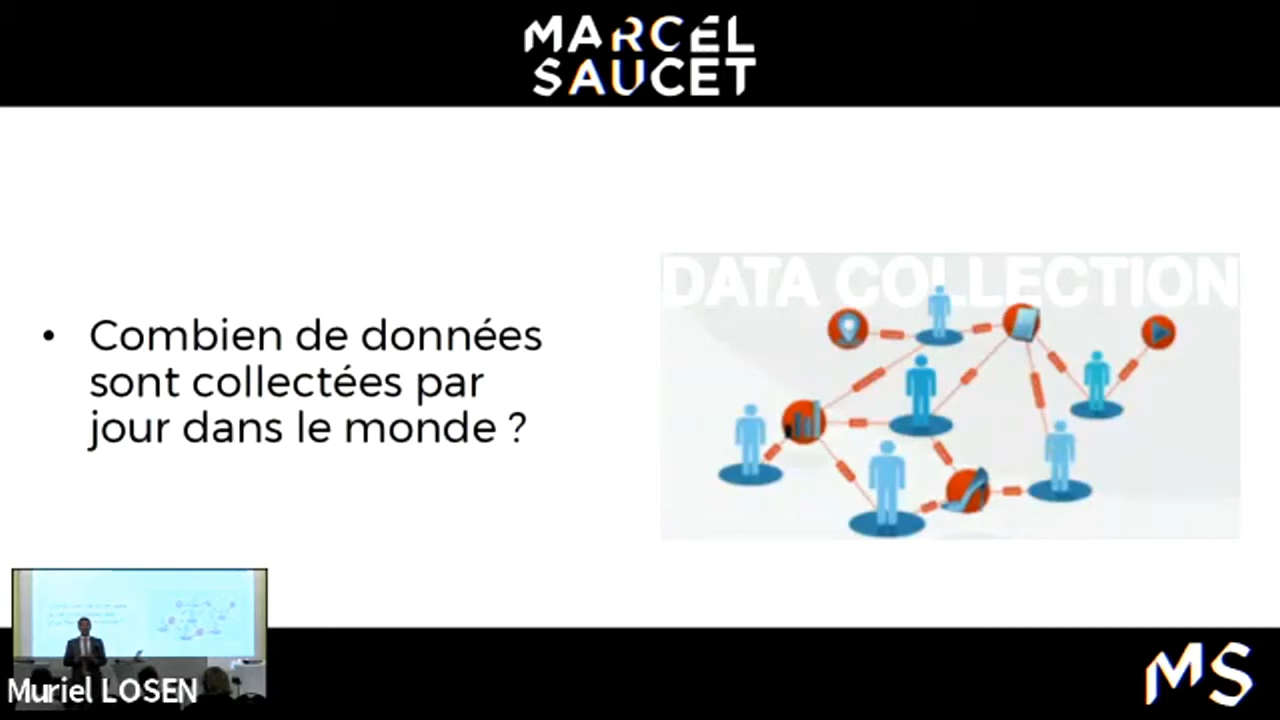 MARCEL
SAUCET
DATA COLLECTION
• Combien de données
sont collectées par
jour dans le monde ?
Muriel LOSEN
MS